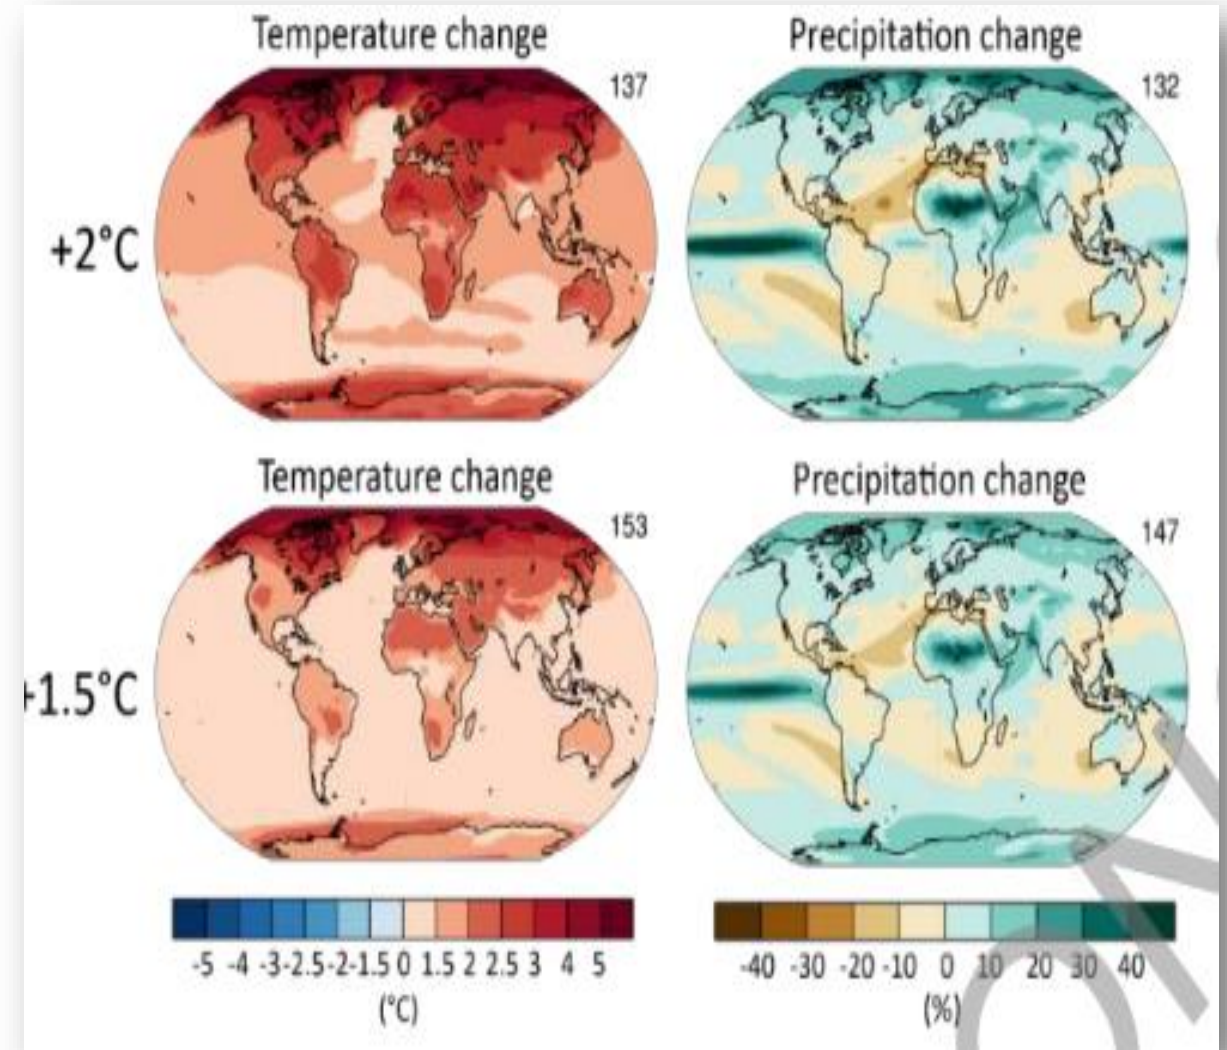 Temperature change
Precipitation change
137
132
+2°C
Temperature change
Precipitation change
153
147
+1.5°C
-5 -4 -3-2.5-2-1.5 0 1.5 2 2.5 3 4 5
-40 -30 -20 -10 0 10 20 30 40
(°C)
(%)